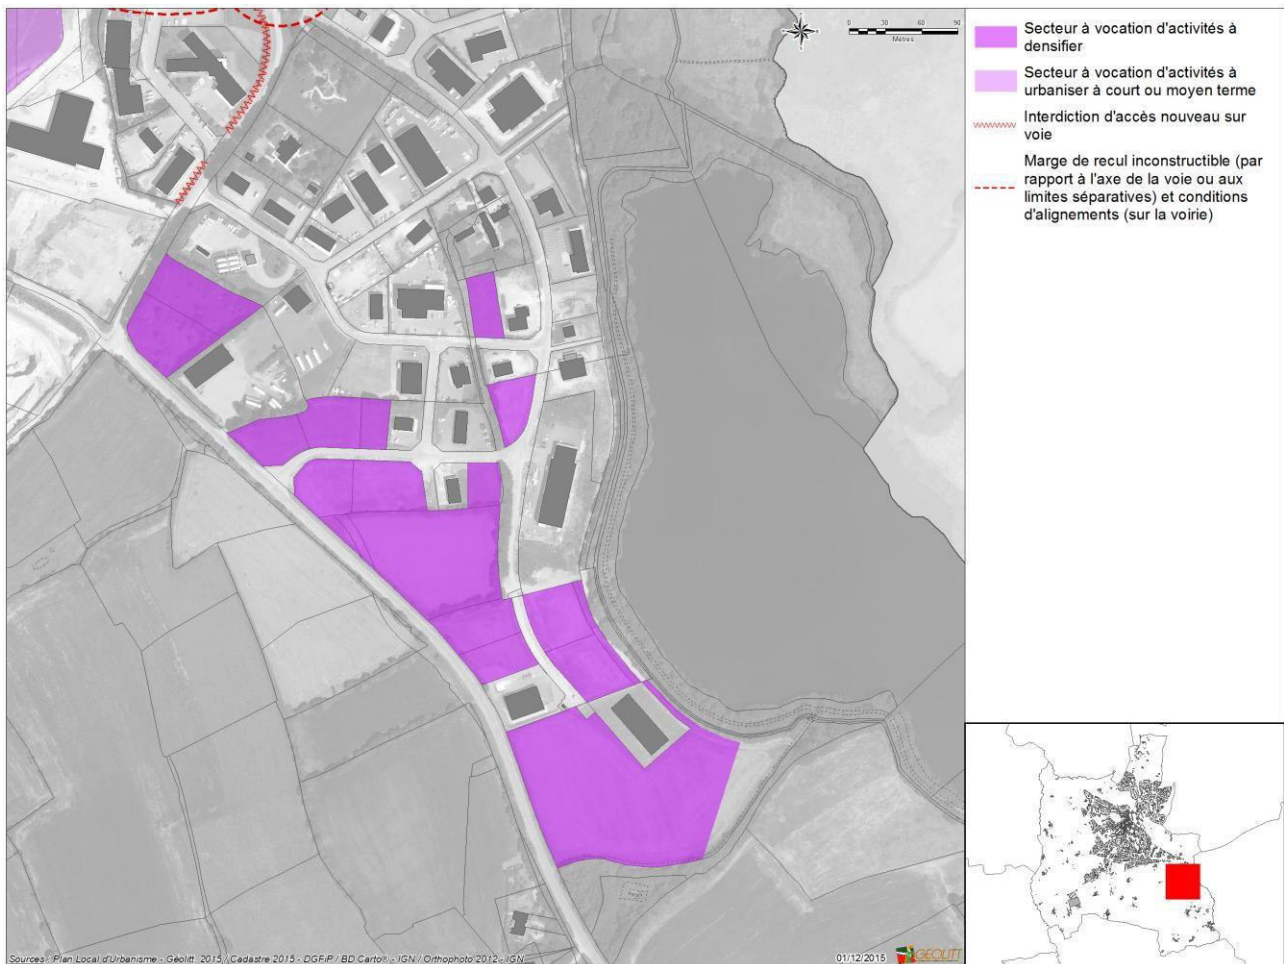 0 30 60 90
Mètres
Secteur à vocation d'activités à
densifier
Secteur à vocation d'activités à
urbaniser à court ou moyen terme
Interdiction d'accès nouveau sur
voie
Marge de recul inconstructible (par
rapport à l'axe de la voie ou aux
limites séparatives) et conditions
d'alignements (sur la voirie)
Sources : Plan Local d'Urbanisme - Géolitt, 2015 / Cadastre 2015 - DGFiP / BD Carto® - IGN / Orthophoto 2012 - IGN
01/12/2015
GEOLITT